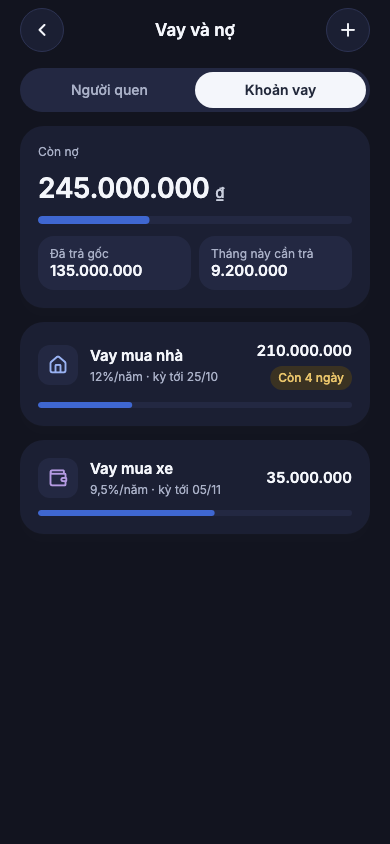 Vay và nợ
Người quen
Khoản vay
Còn nợ
245.000.000 ₫
Đã trả gốc
135.000.000
Tháng này cần trả
9.200.000
Vay mua nhà
12%/năm · kỳ tới 25/10
210.000.000
Còn 4 ngày
Vay mua xe
9,5%/năm · kỳ tới 05/11
35.000.000